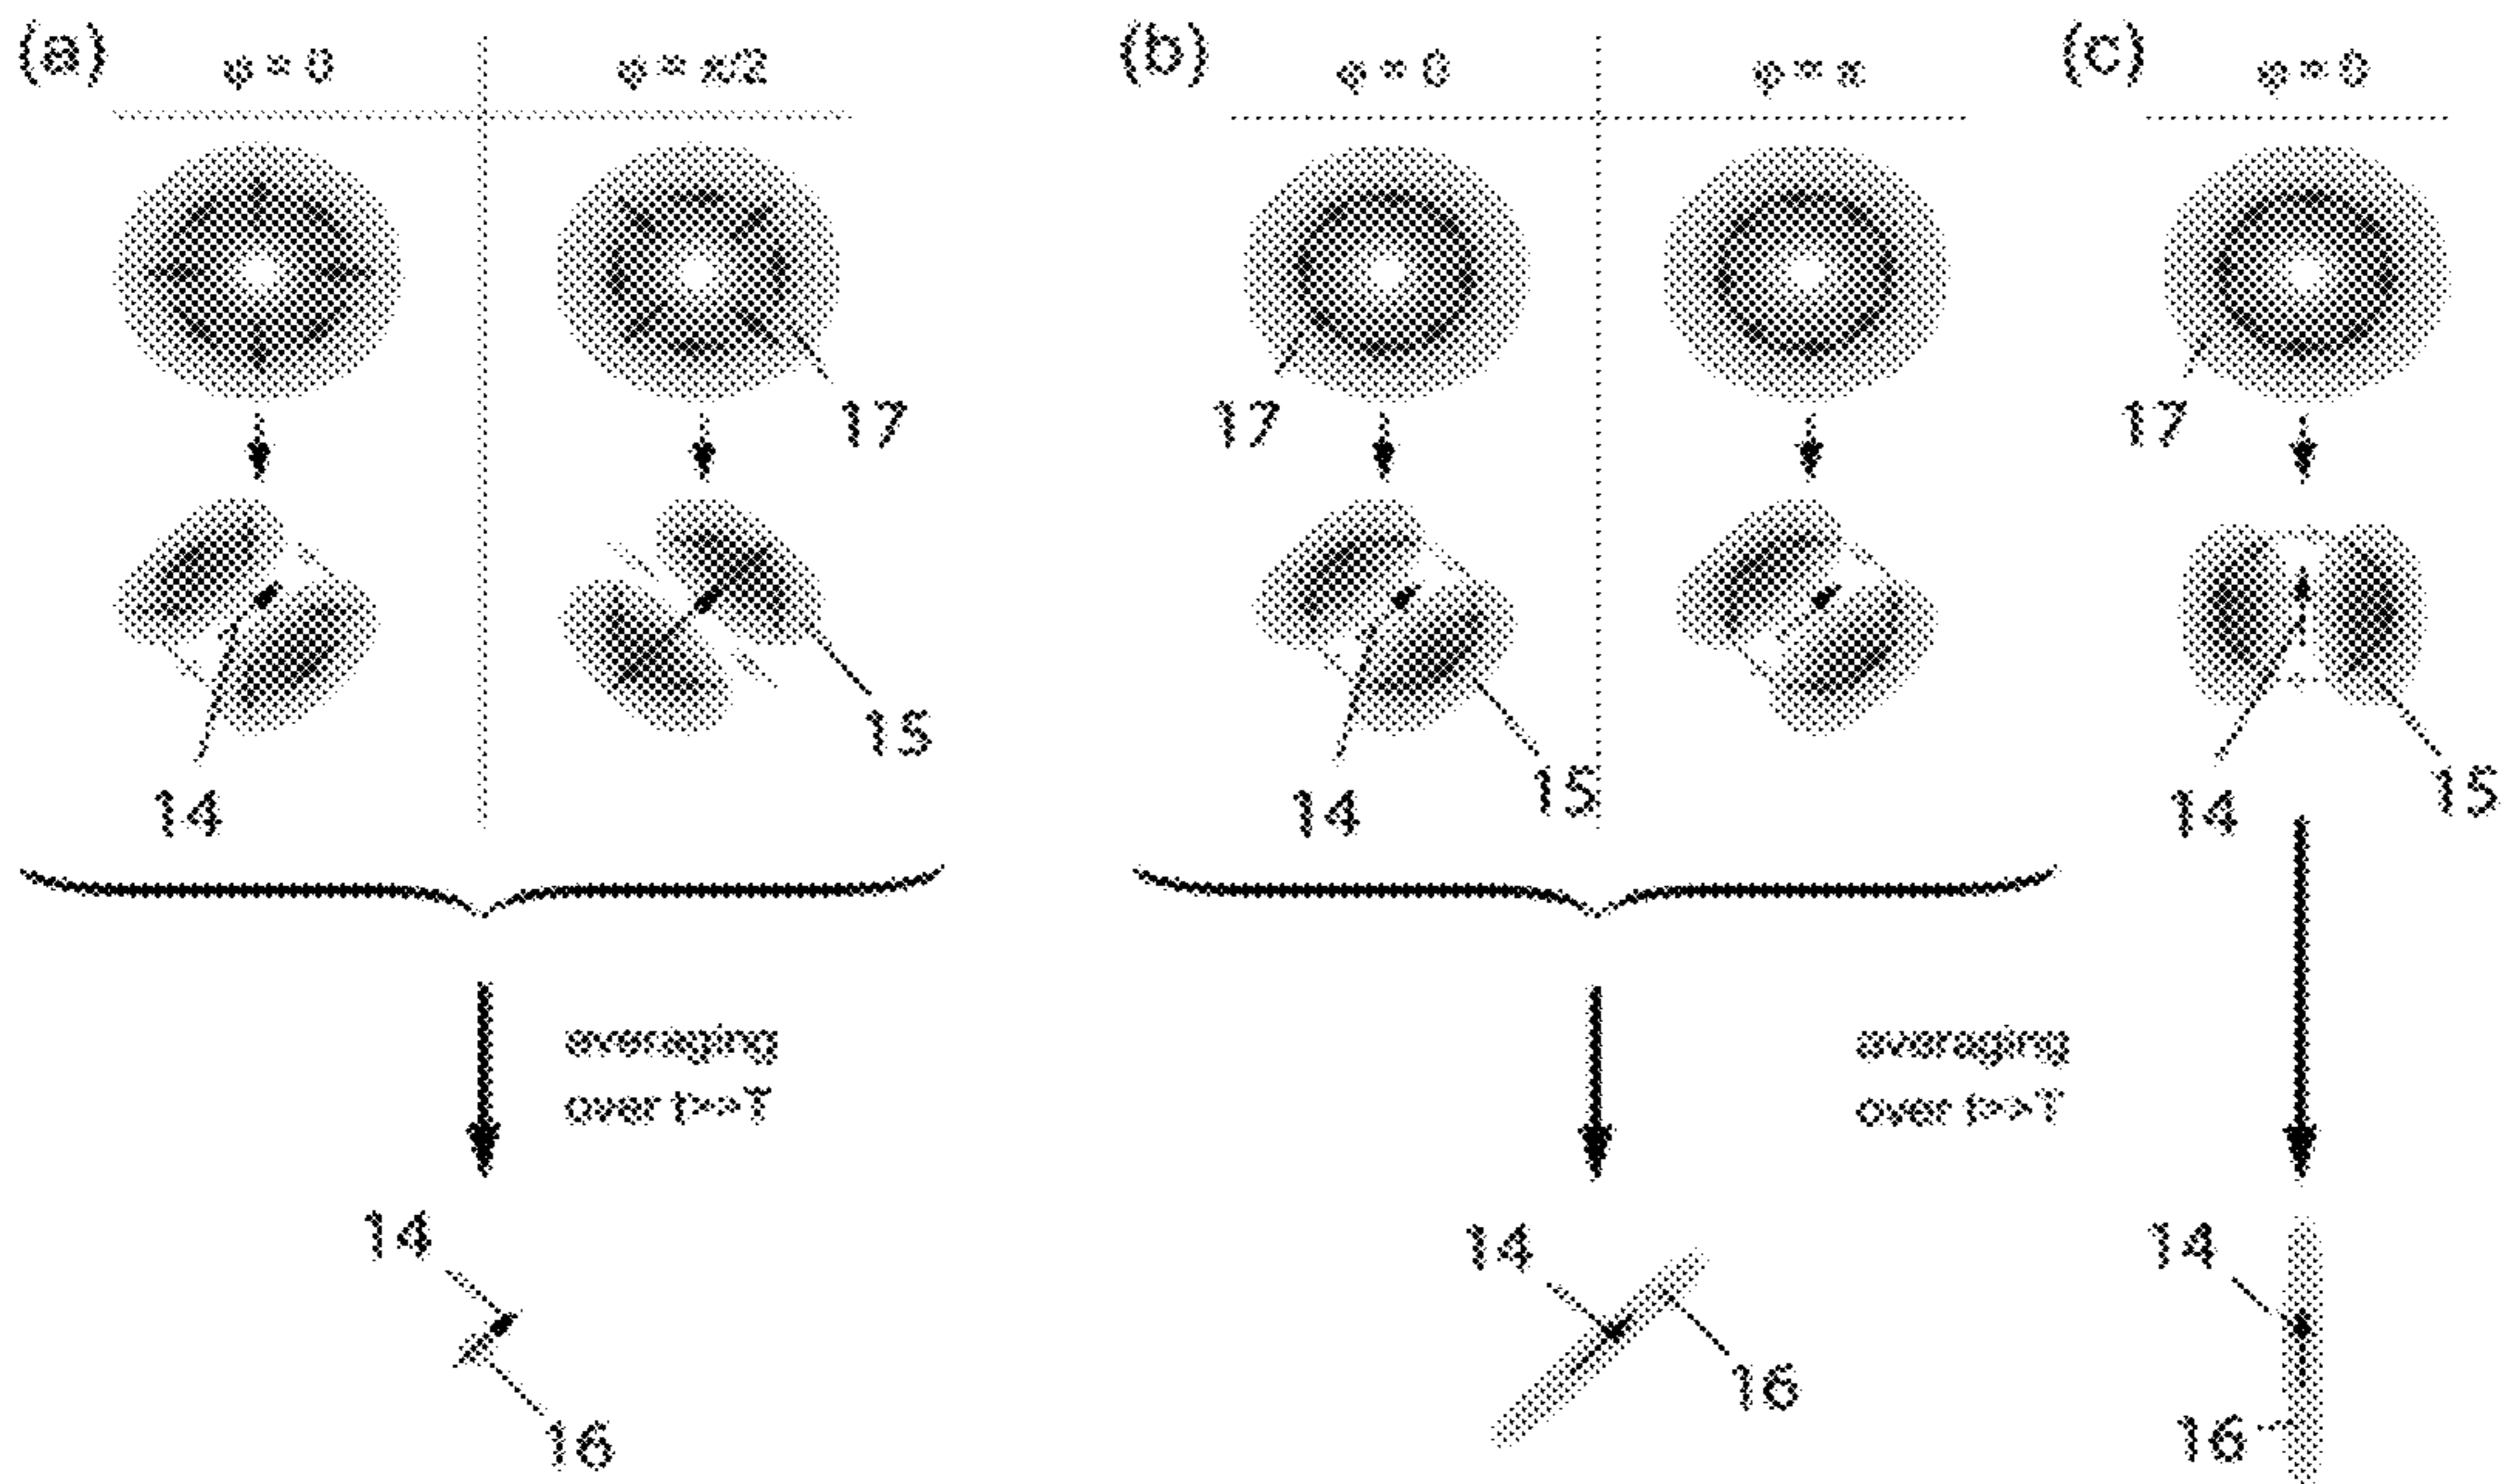 (a)
φ = 0
φ = π/2
(b)
φ = 0
φ = π
(c)
φ = 0
17
17
17
15
14
14
15
14
15
averaging
over t>>T
averaging
over t>>T
14
14
14
16
16
16